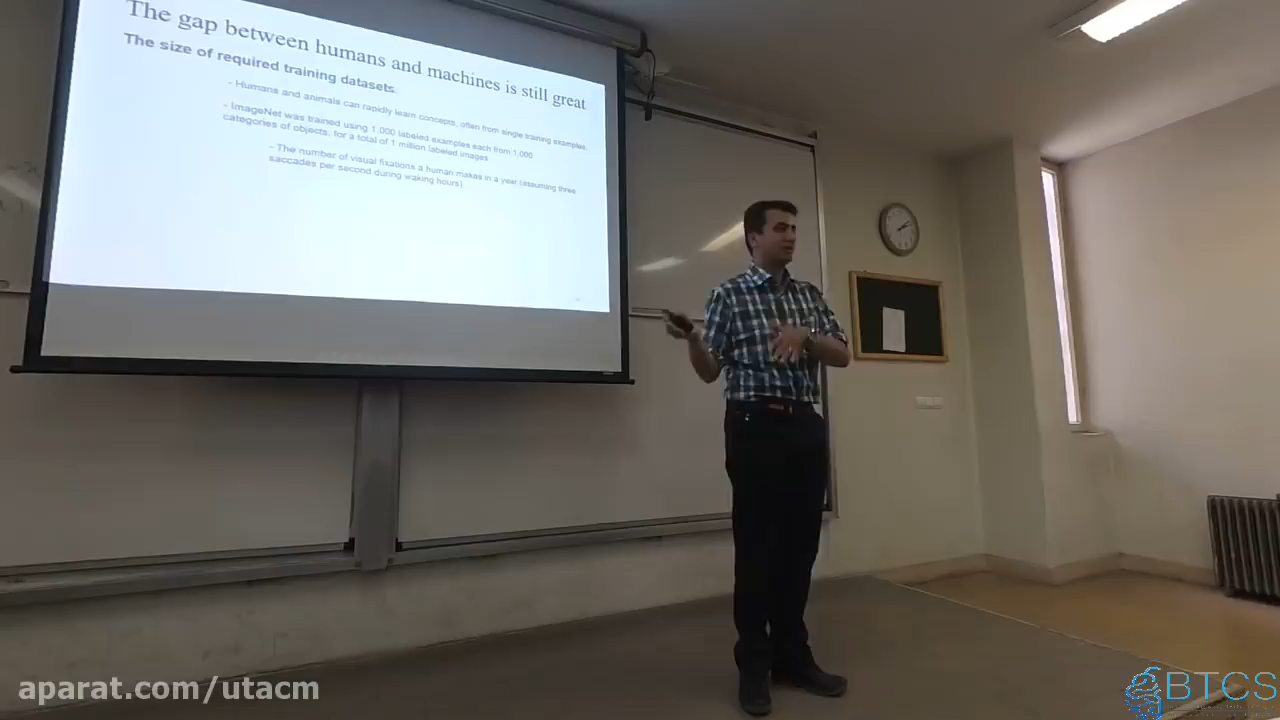 The gap between humans and machines is still great
The size of required training datasets.
- Humans and animals can rapidly learn concepts, often from single training examples.
- ImageNet was trained using 1,000 labeled examples each from 1,000
categories of objects, for a total of 1 million labeled images
- The number of visual fixations a human makes in a year (assuming three
saccades per second during waking hours)
aparat.com/utacm
BTCS